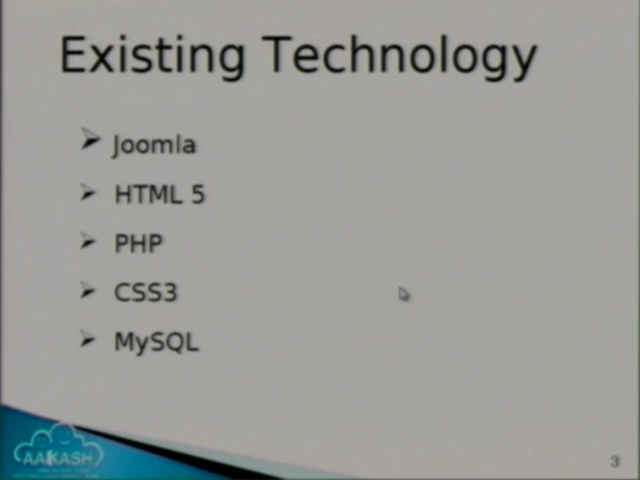 Existing Technology
Joomla
HTML 5
PHP
CSS3
MySQL
AAKASH
3